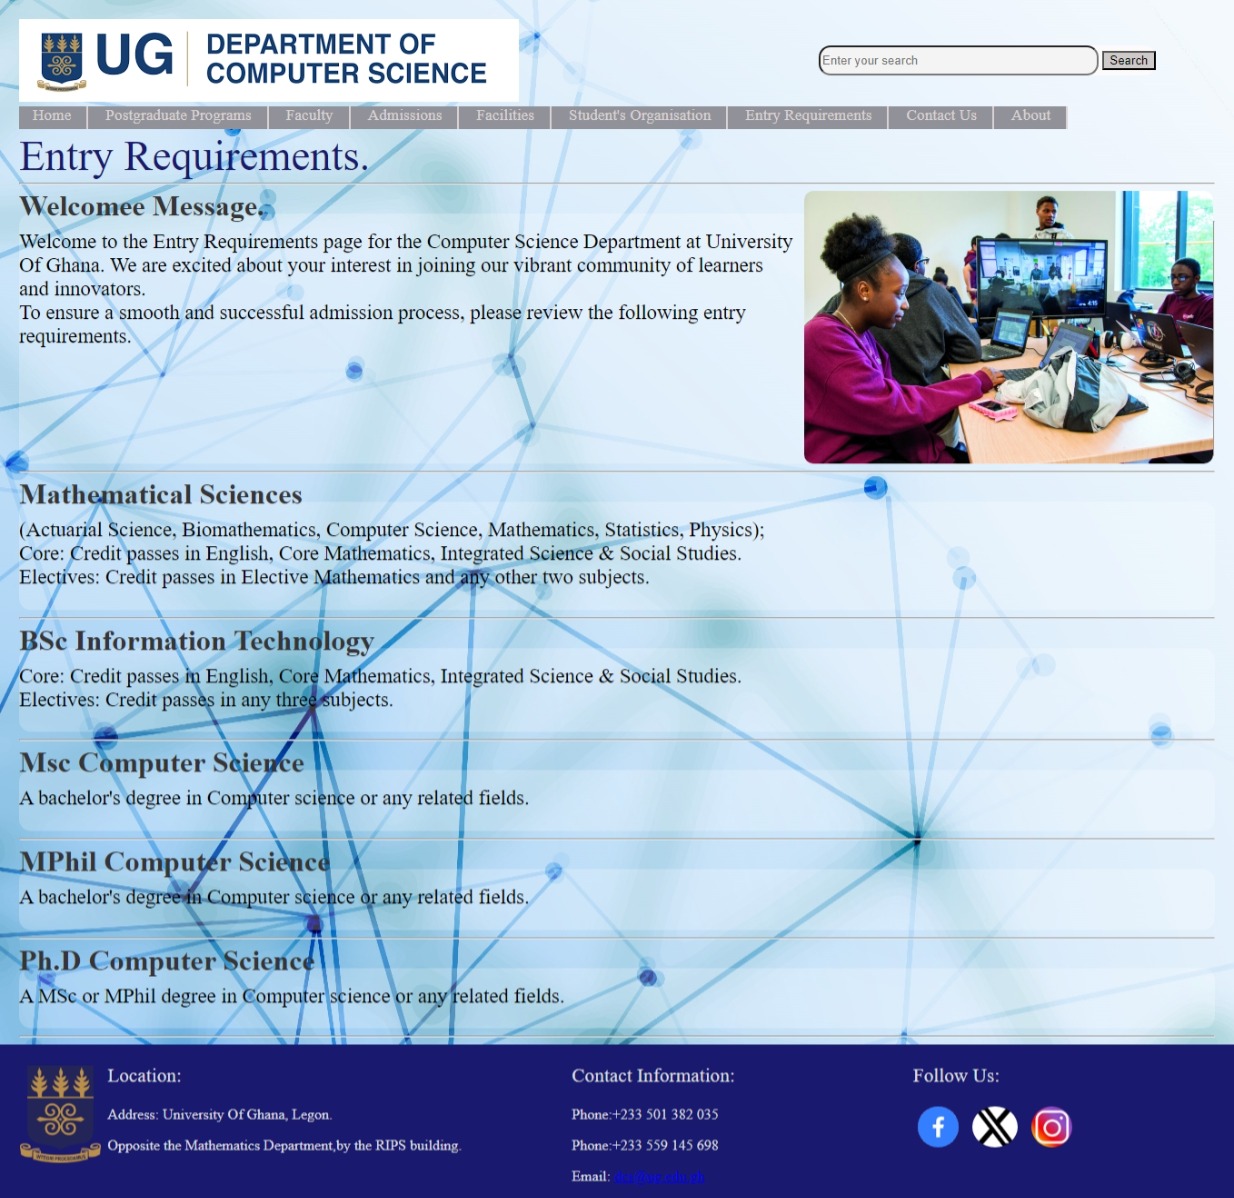 UG
DEPARTMENT OF
COMPUTER SCIENCE
Enter your search
Search
Home
Postgraduate Programs
Faculty
Admissions
Facilities
Student's Organisation
Entry Requirements
Contact Us
About
Entry Requirements.
Welcomee Message.
Welcome to the Entry Requirements page for the Computer Science Department at University
Of Ghana. We are excited about your interest in joining our vibrant community of learners
and innovators.
To ensure a smooth and successful admission process, please review the following entry
requirements.
4:15
Mathematical Sciences
(Actuarial Science, Biomathematics, Computer Science, Mathematics, Statistics, Physics);
Core: Credit passes in English, Core Mathematics, Integrated Science & Social Studies.
Electives: Credit passes in Elective Mathematics and any other two subjects.
BSc Information Technology
Core: Credit passes in English, Core Mathematics, Integrated Science & Social Studies.
Electives: Credit passes in any three subjects.
Msc Computer Science
A bachelor's degree in Computer science or any related fields.
MPhil Computer Science
A bachelor's degree in Computer science or any related fields.
Ph.D Computer Science
A MSc or MPhil degree in Computer science or any related fields.
Location:
Address: University Of Ghana, Legon.
Opposite the Mathematics Department,by the RIPS building.
Contact Information:
Phone:+233 501 382 035
Phone:+233 559 145 698
Email:
Follow Us: